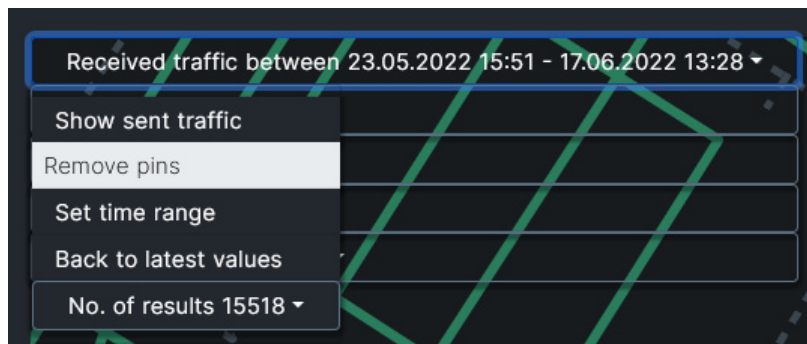 Received traffic between 23.05.2022 15:51 - 17.06.2022 13:28
Show sent traffic
Remove pins
Set time range
Back to latest values
No. of results 15518